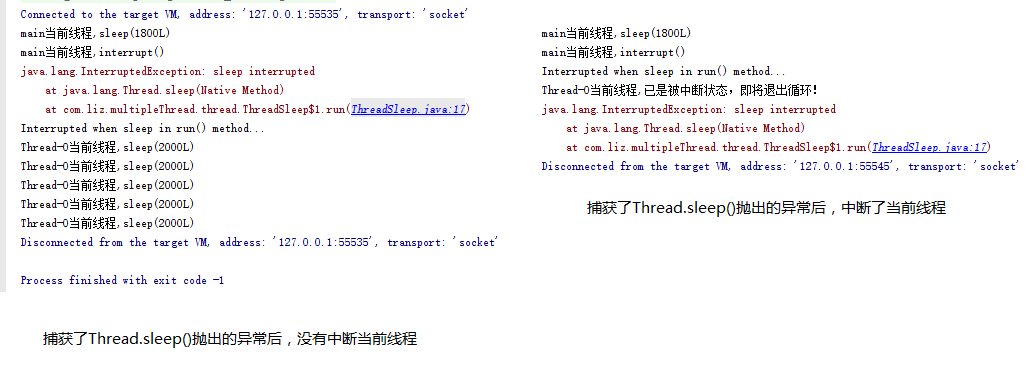 Connected to the target VM, address: '127.0.0.1:55535', transport: 'socket'
main当前线程,sleep(1800L)
main当前线程,interrupt()
java.lang.InterruptedException: sleep interrupted
at java.lang.Thread.sleep(Native Method)
at com.liz.multipleThread.thread.ThreadSleep$1.run(ThreadSleep.java:17)
Interrupted when sleep in run() method...
Thread-0当前线程,sleep(2000L)
Thread-0当前线程,sleep(2000L)
Thread-0当前线程,sleep(2000L)
Thread-0当前线程,sleep(2000L)
Thread-0当前线程,sleep(2000L)
Disconnected from the target VM, address: '127.0.0.1:55535', transport: 'socket'
Process finished with exit code -1
捕获了Thread.sleep()抛出的异常后，没有中断当前线程
main当前线程,sleep(1800L)
main当前线程,interrupt()
Interrupted when sleep in run() method...
Thread-0当前线程,已是被中断状态，即将退出循环!
java.lang.InterruptedException: sleep interrupted
at java.lang.Thread.sleep(Native Method)
at com.liz.multipleThread.thread.ThreadSleep$1.run(ThreadSleep.java:17)
Disconnected from the target VM, address: '127.0.0.1:55545', transport: 'socket'
捕获了Thread.sleep()抛出的异常后，中断了当前线程